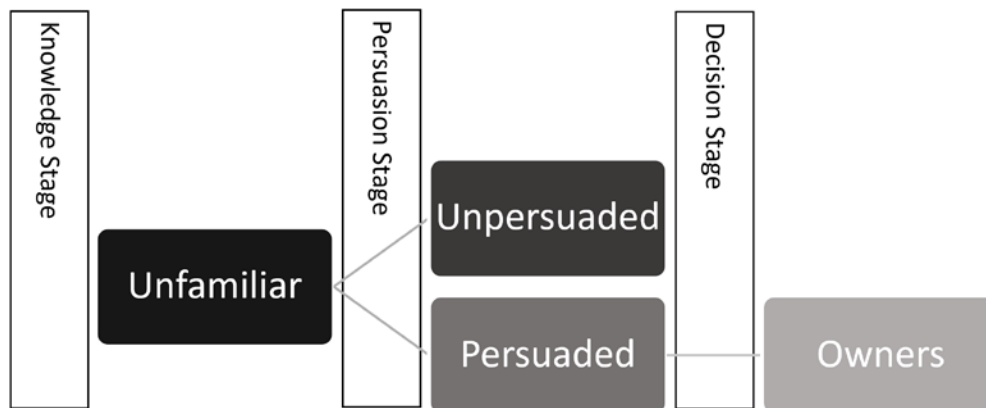 Knowledge Stage
Unfamiliar
Persuasion Stage
Unpersuaded
Persuaded
Decision Stage
Owners